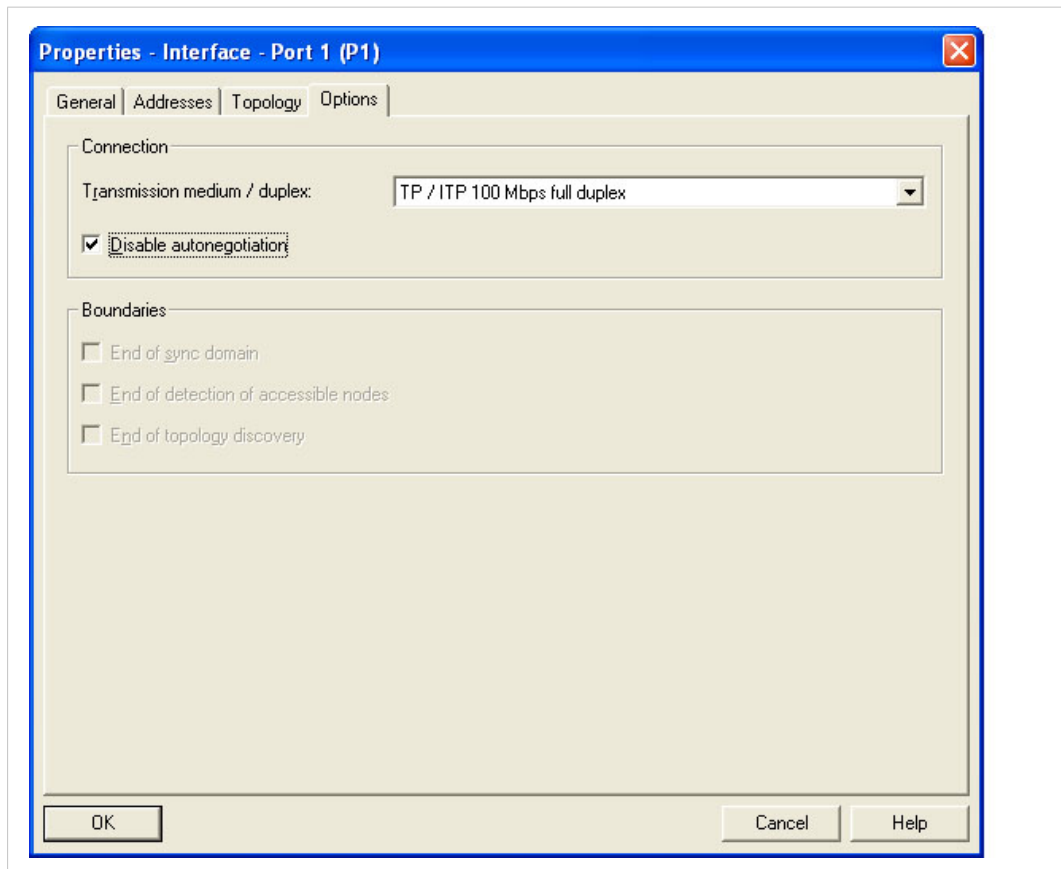 Properties - Interface - Port 1 (P1)
General Addresses Topology Options
Connection
Transmission medium / duplex: TP / ITP 100 Mbps full duplex
Disable autonegotiation
Boundaries
End of sync domain
End of detection of accessible nodes
End of topology discovery
OK Cancel Help